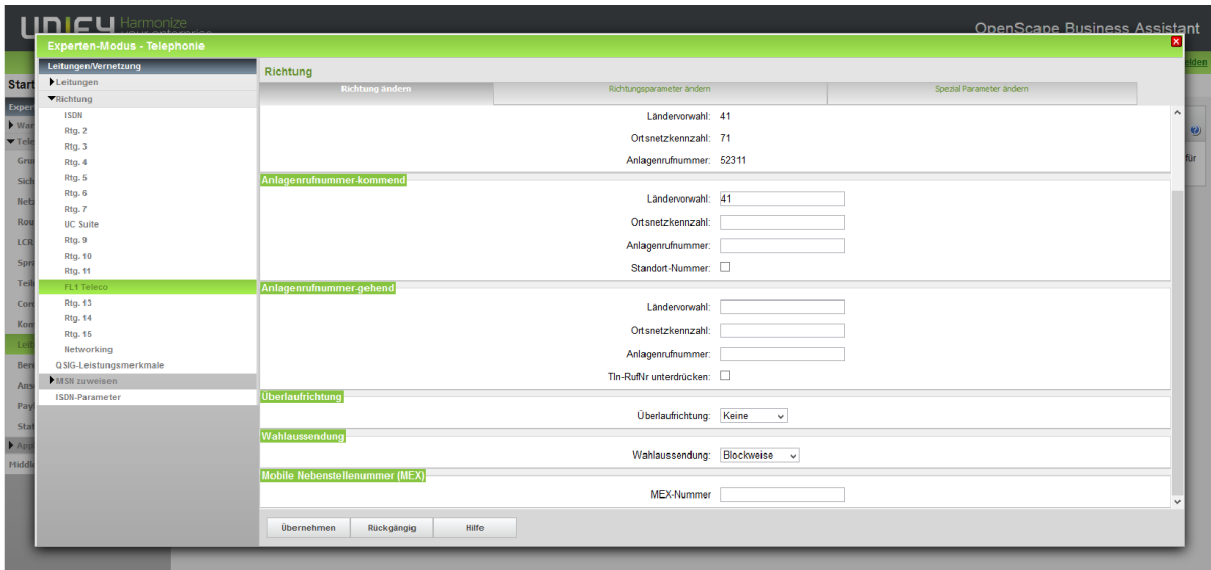 UNIFY Harmonize
your enterprise
OpenScape Business Assistant
Experten-Modus - Telephonie
Leitungen/Vernetzung
Leitungen
Richtung
ISDN
Rtg. 2
Rtg. 3
Rtg. 4
Rtg. 5
Rtg. 6
Rtg. 7
UC Suite
Rtg. 9
Rtg. 10
Rtg. 11
FL1 Teleco
Rtg. 13
Rtg. 14
Rtg. 15
Networking
QSIG-Leistungsmerkmale
MSN zuweisen
ISDN-Parameter
Richtung
Richtung ändern
Richtungsparameter ändern
Spezial Parameter ändern
Ländervorwahl: 41
Ortsnetzkennzahl: 71
Anlagenrufnummer: 52311
Anlagenrufnummer-kommend
Ländervorwahl: 41
Ortsnetzkennzahl:
Anlagenrufnummer:
Standort-Nummer:
Anlagenrufnummer-gehend
Ländervorwahl:
Ortsnetzkennzahl:
Anlagenrufnummer:
Tln-RufNr unterdrücken:
Überlaufrichtung
Überlaufrichtung: Keine
Wahlaussendung
Wahlaussendung: Blockweise
Mobile Nebenstellenummer (MEX)
MEX-Nummer
Übernehmen
Rückgängig
Hilfe
Start
für